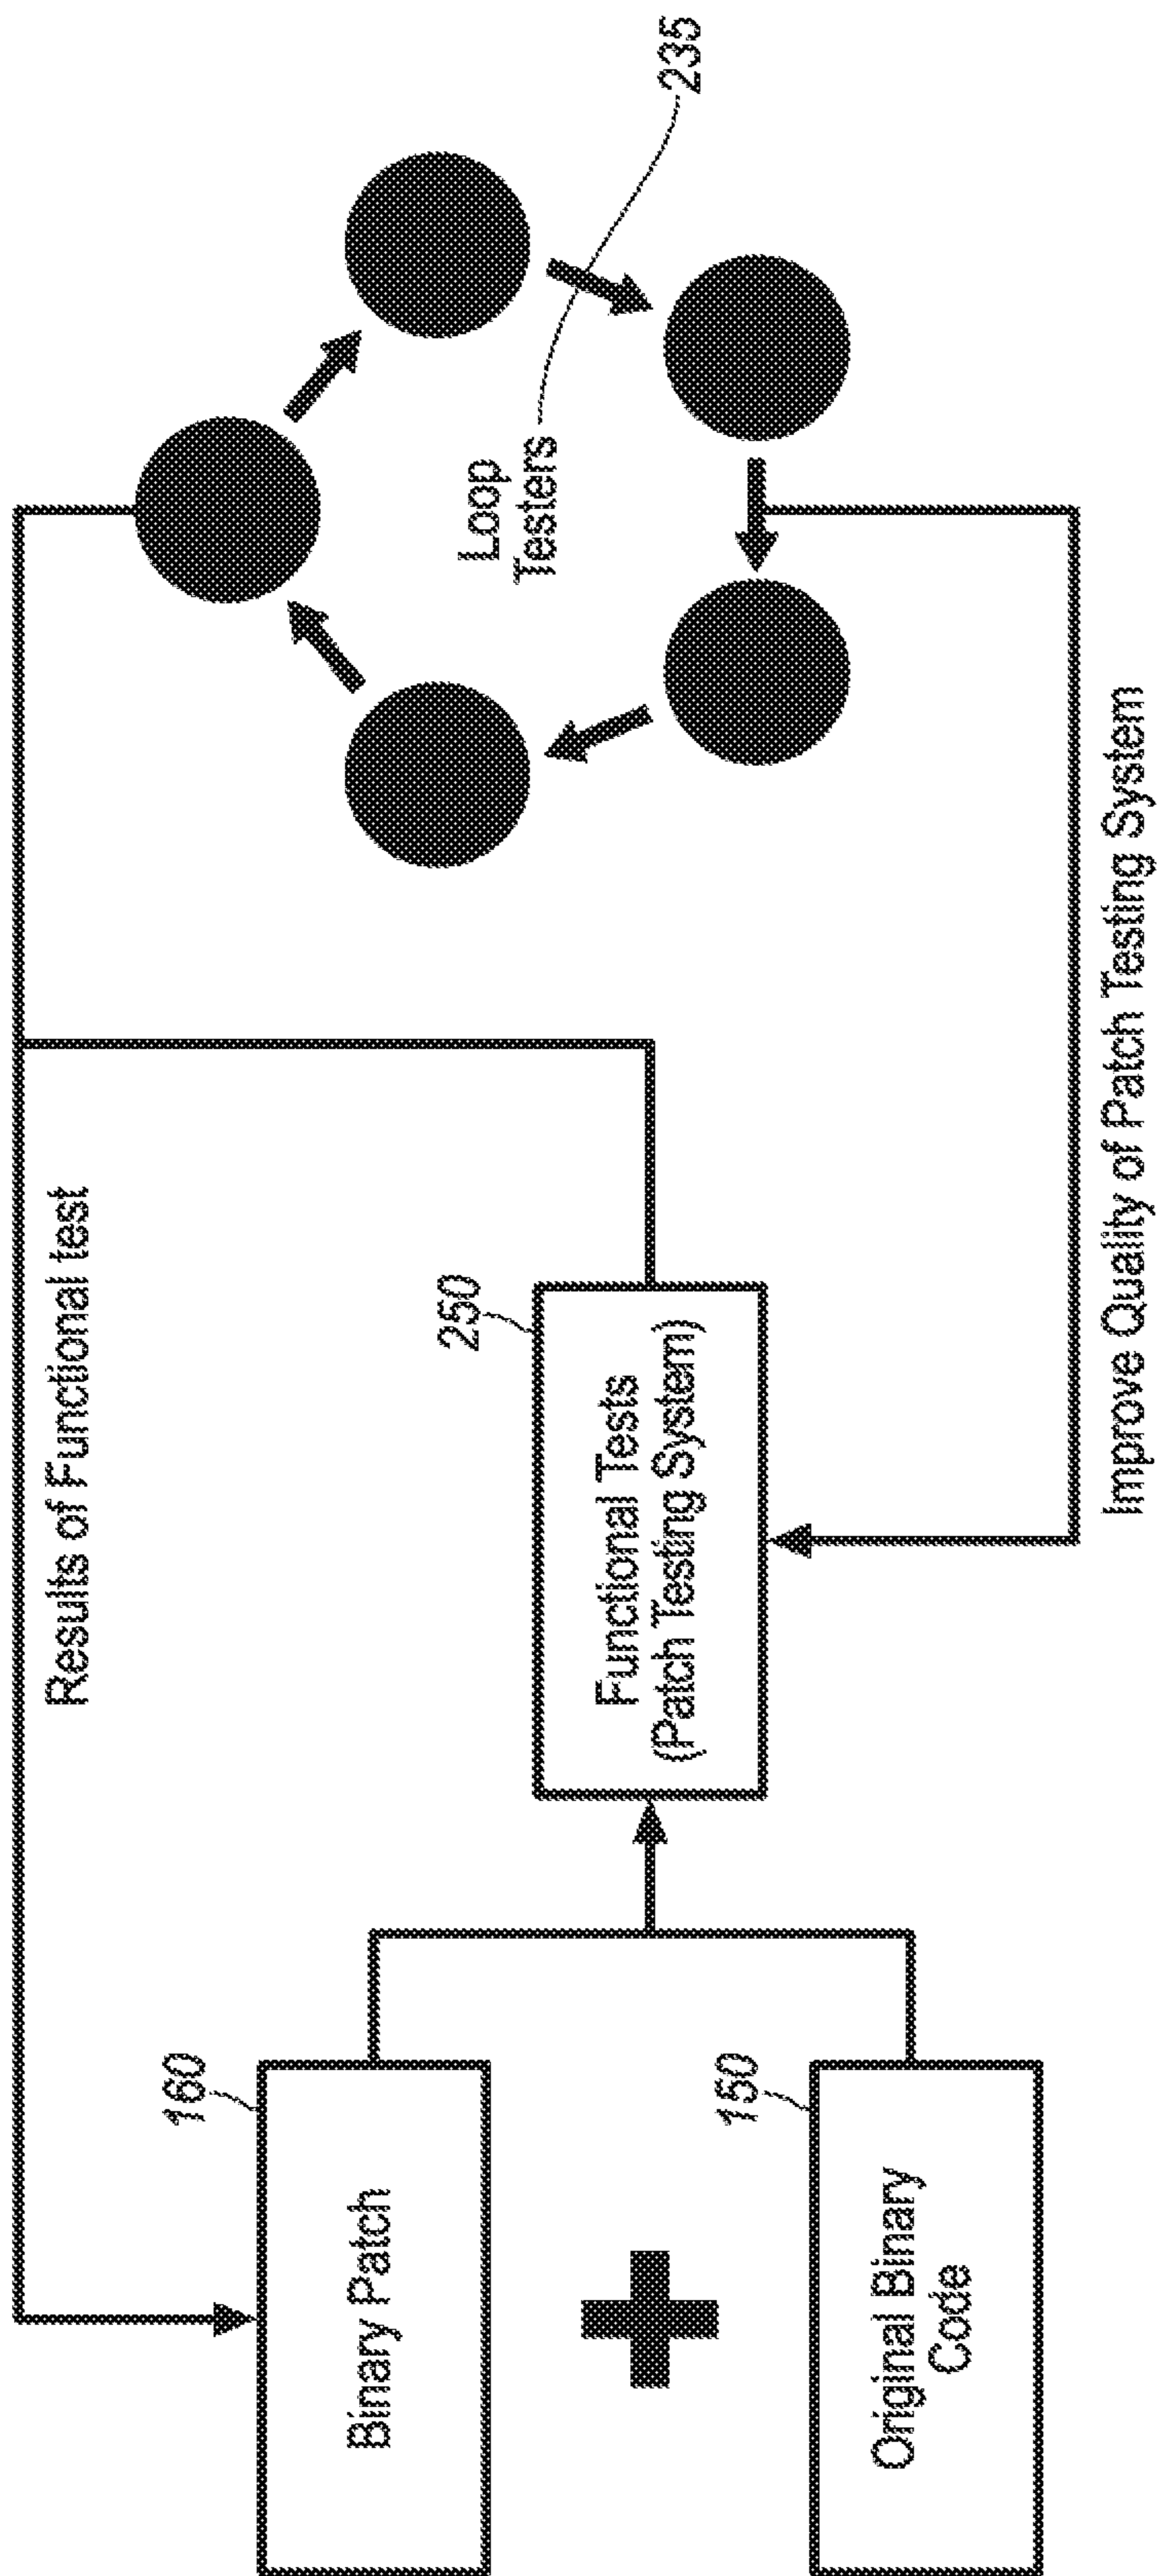 Results of Functional test
160
Binary Patch
150
Original Binary
Code
250
Functional Tests
(Patch Testing System)
Loop
Testers
235
Improve Quality of Patch Testing System